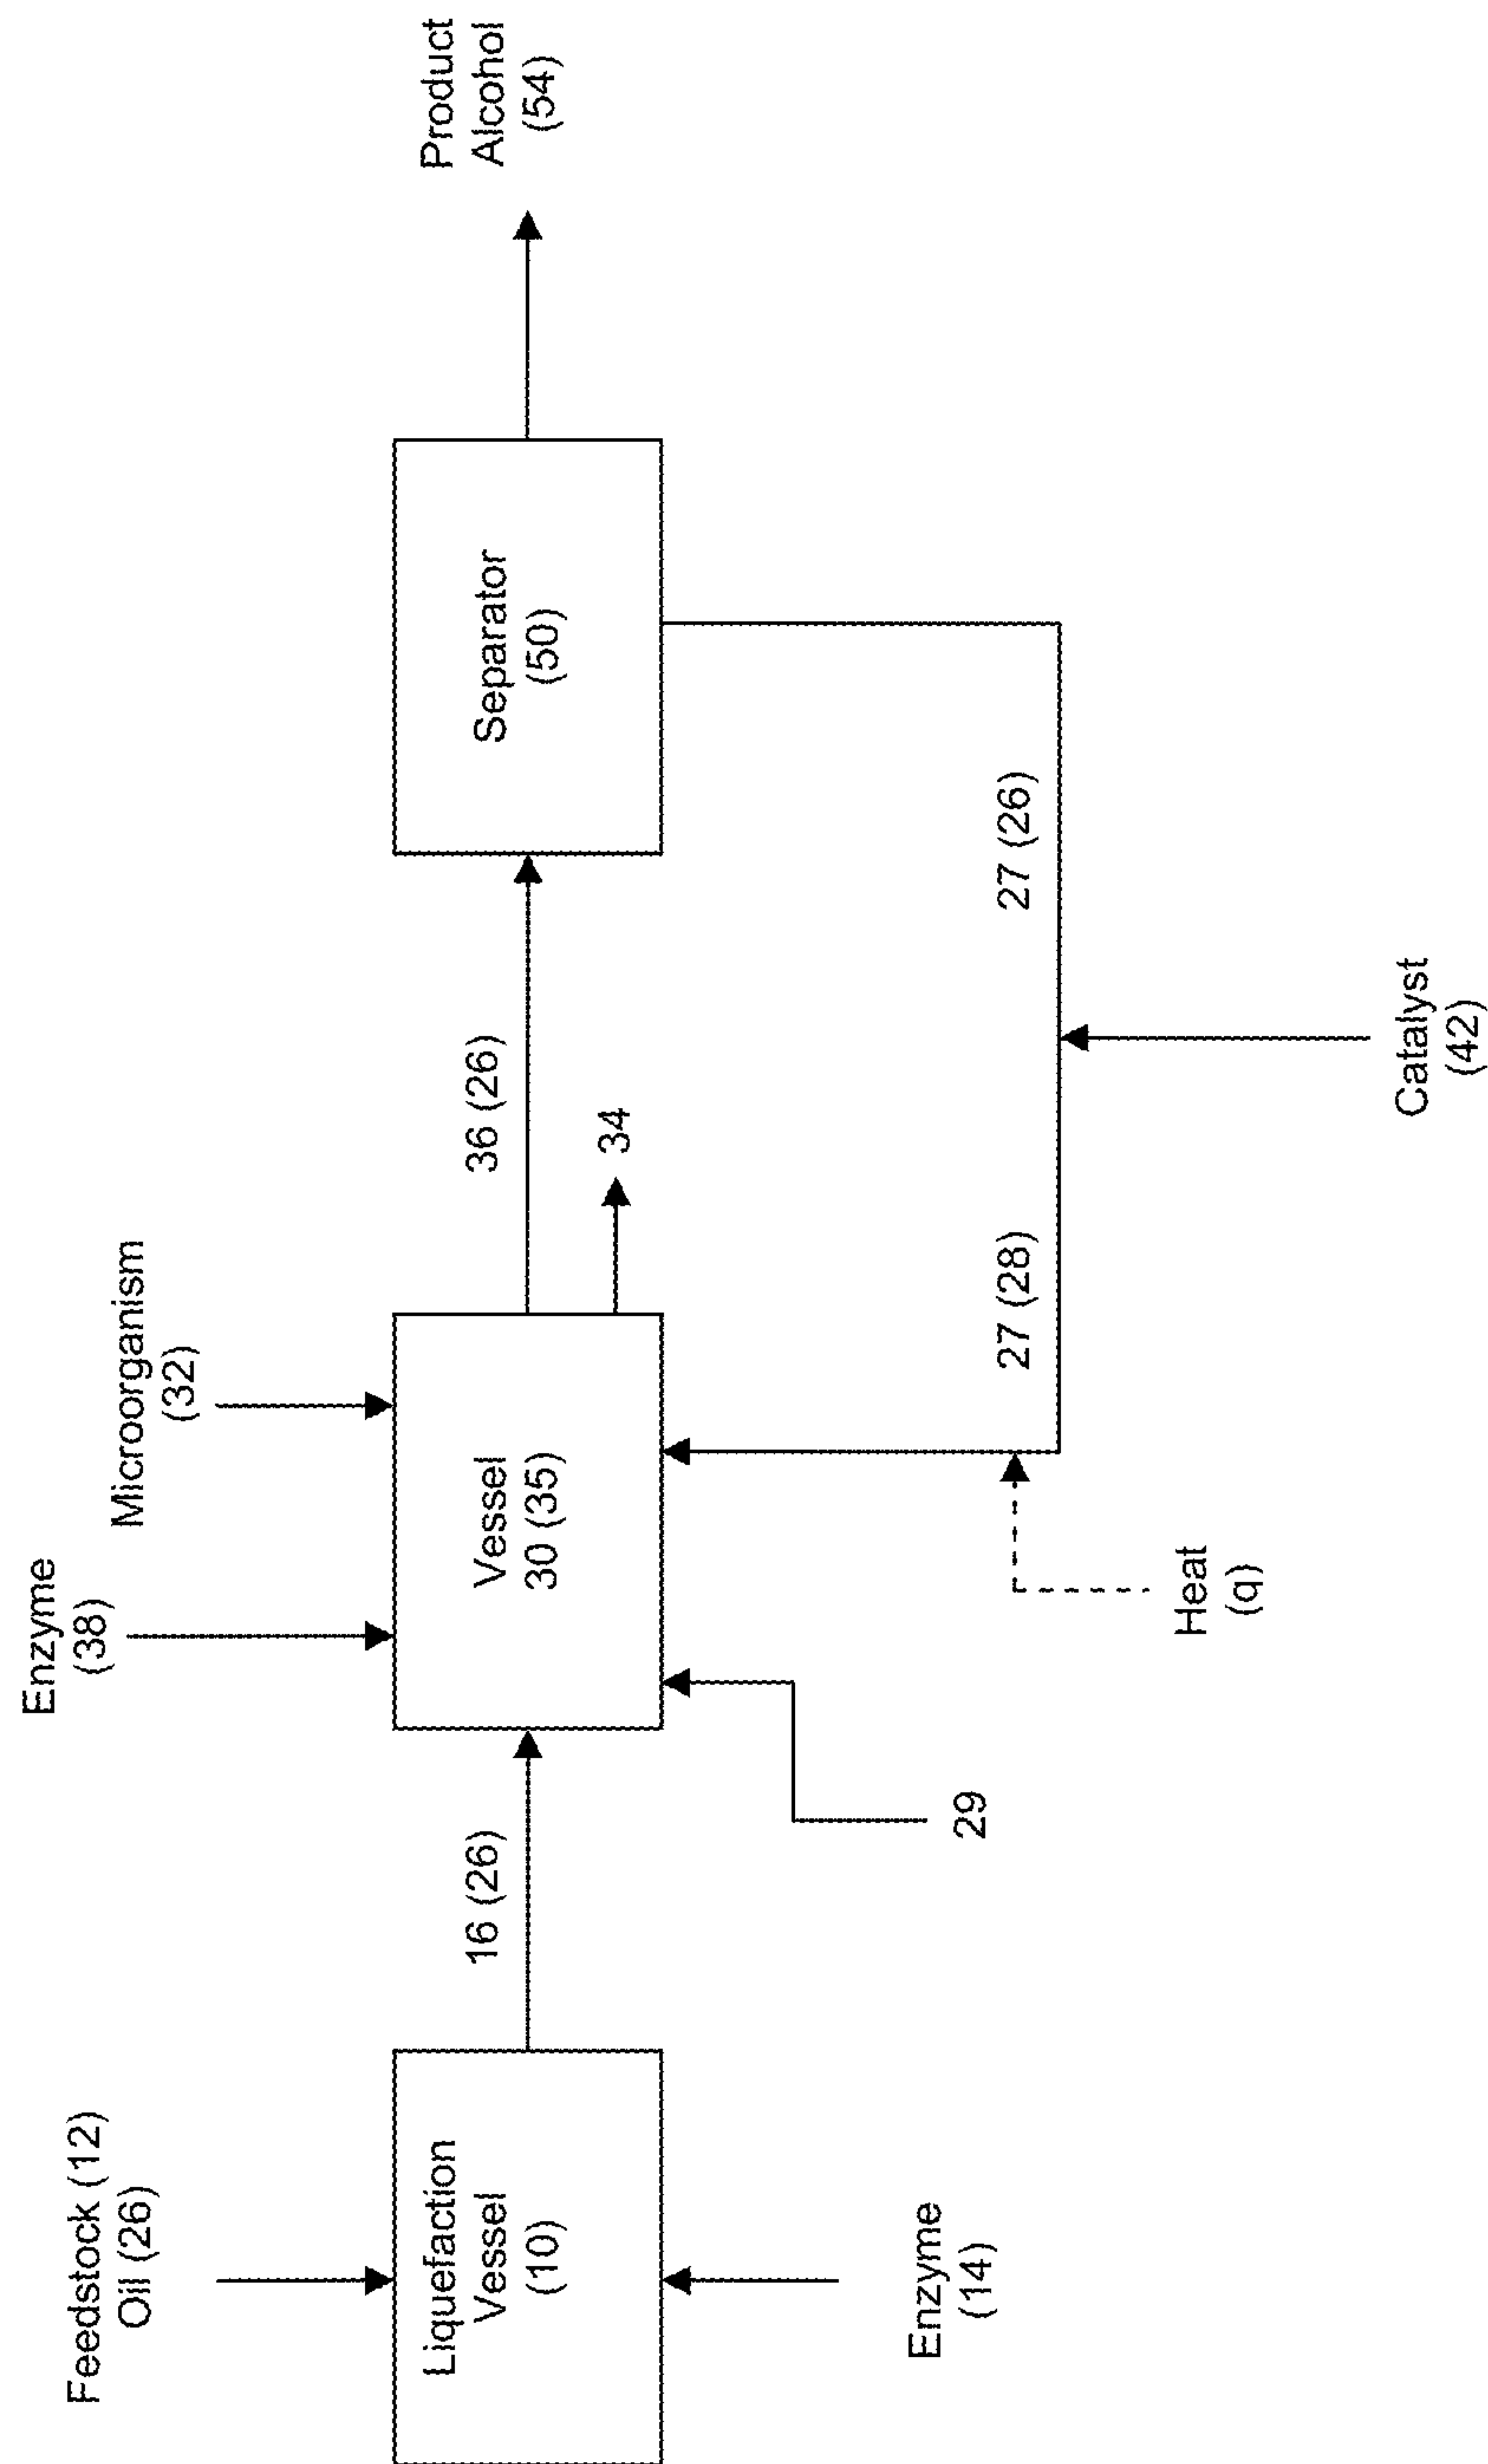 Feedstock (12)
Oil (26)
Liquefaction
Vessel
(10)
Enzyme
(14)
16 (26)
Enzyme
(38)
Microorganism
(32)
Vessel
30 (35)
29
34
36 (26)
Separator
(50)
Product
Alcohol
(54)
27 (28)
27 (26)
Heat
(q)
Catalyst
(42)